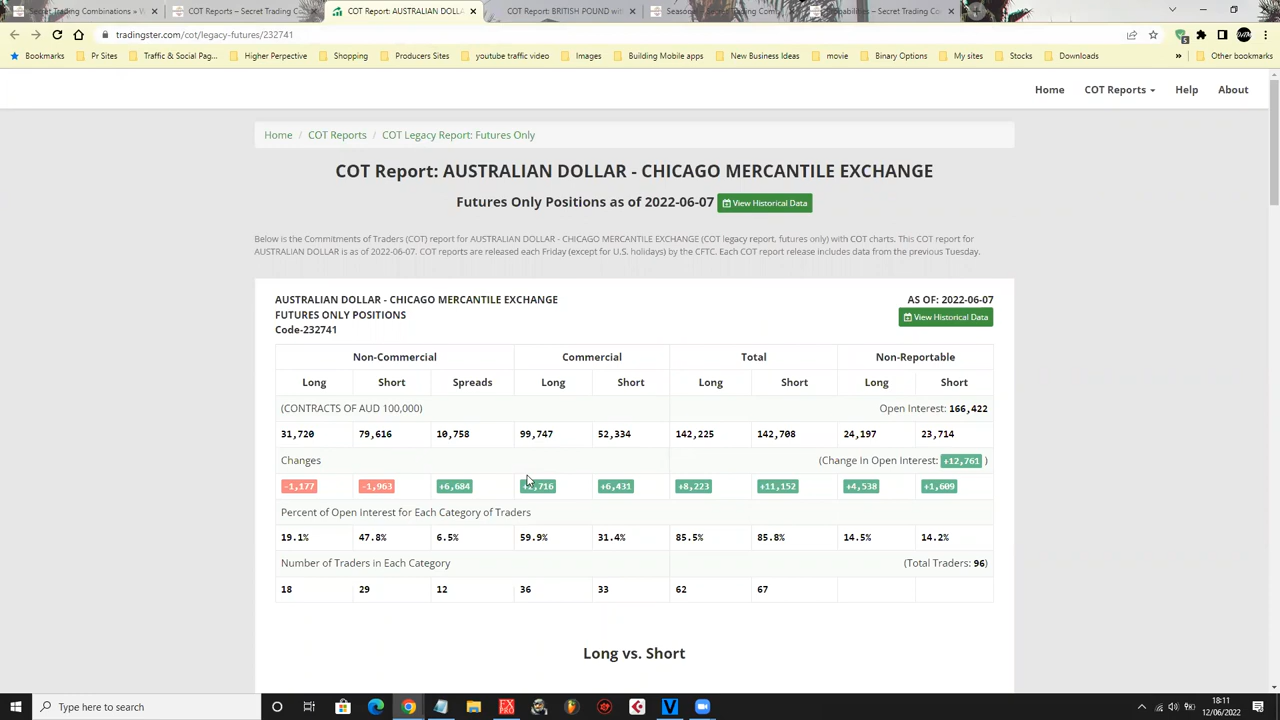 Secret Trading Combinations » W
COT Reports – Secret Trading Co
COT Report: AUSTRALIAN DOLLA
COT Report: BRITISH POUND with
tradingster.com/cot/legacy-futures/232741
Bookmarks Pr Sites Traffic & Social Pag... Higher Perpective Shopping Producers Sites youtube traffic video Images Building Mobile apps New Business Ideas movie Binary Options My sites Stocks Downloads » Other bookmarks
Home COT Reports Help About
Home / COT Reports / COT Legacy Report: Futures Only
COT Report: AUSTRALIAN DOLLAR - CHICAGO MERCANTILE EXCHANGE
Futures Only Positions as of 2022-06-07 View Historical Data
Below is the Commitments of Traders (COT) report for AUSTRALIAN DOLLAR - CHICAGO MERCANTILE EXCHANGE (COT legacy report, futures only) with COT charts. This COT report for
AUSTRALIAN DOLLAR is as of 2022-06-07. COT reports are released each Friday (except for U.S. holidays) by the CFTC. Each COT report release includes data from the previous Tuesday.
AUSTRALIAN DOLLAR - CHICAGO MERCANTILE EXCHANGE AS OF: 2022-06-07
FUTURES ONLY POSITIONS View Historical Data
Code-232741
Non-Commercial Commercial Total Non-Reportable
Long Short Spreads Long Short Long Short Long Short
(CONTRACTS OF AUD 100,000) Open Interest: 166,422
31,720 79,616 10,758 99,747 52,334 142,225 142,708 24,197 23,714
Changes (Change In Open Interest: +12,761 )
-1,177 -1,963 +6,684 +6,431 +8,223 +11,152 +4,538 +1,609
Percent of Open Interest for Each Category of Traders
19.1% 47.8% 6.5% 59.9% 31.4% 85.5% 85.8% 14.5% 14.2%
Number of Traders in Each Category (Total Traders: 96)
18 29 12 36 33 62 67
Long vs. Short
Type here to search
18:11
12/06/2022